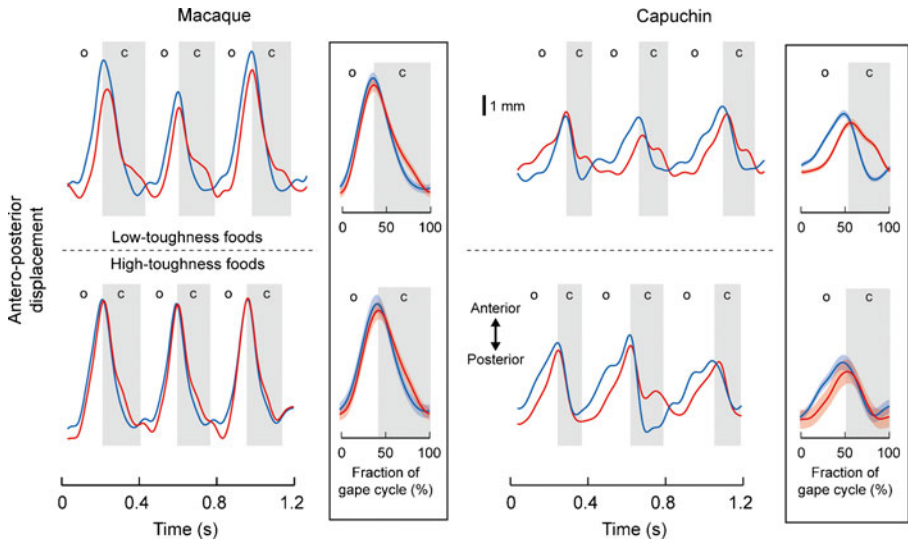 Macaque
Capuchin
O C O C O C
O C
O C O C O C
O C
1 mm
0 50 100
0 50 100
Antero-posterior
displacement
Low-toughness foods
High-toughness foods
O C O C O C
O C
O C O C O C
O C
Anterior
Posterior
0 50 100
0 50 100
Fraction of
gape cycle (%)
Fraction of
gape cycle (%)
0 0.4 0.8 1.2
0 0.4 0.8 1.2
Time (s)
Time (s)